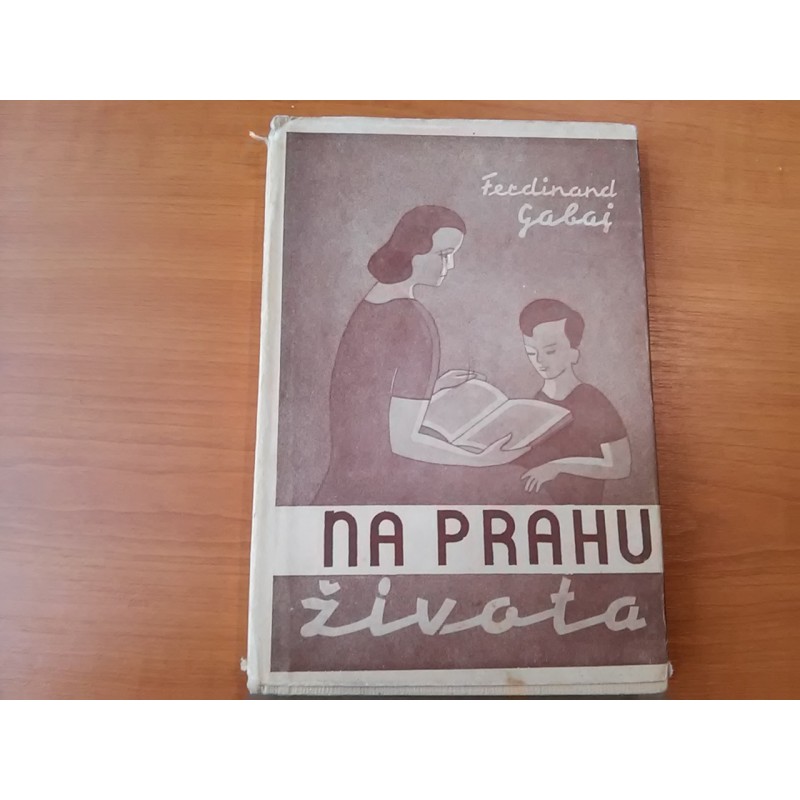 Ferdinand
Gabaj
NA PRAHU
života